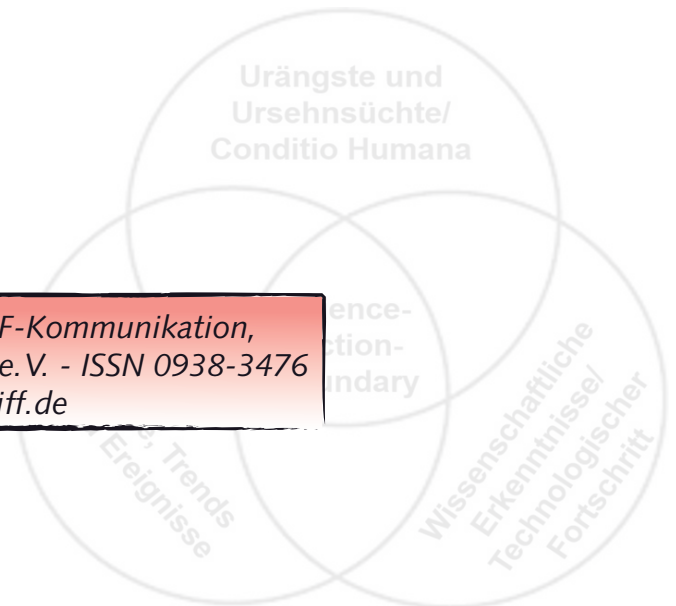 Urängste und
Ursehnsüchte/
Conditio Humana
ence-
ction-
undary
F-Kommunikation,
e.V. - ISSN 0938-3476
iff.de
, Trends
Ereignisse
Wissenschaftliche
Erkenntnisse/
Technologischer
Fortschritt